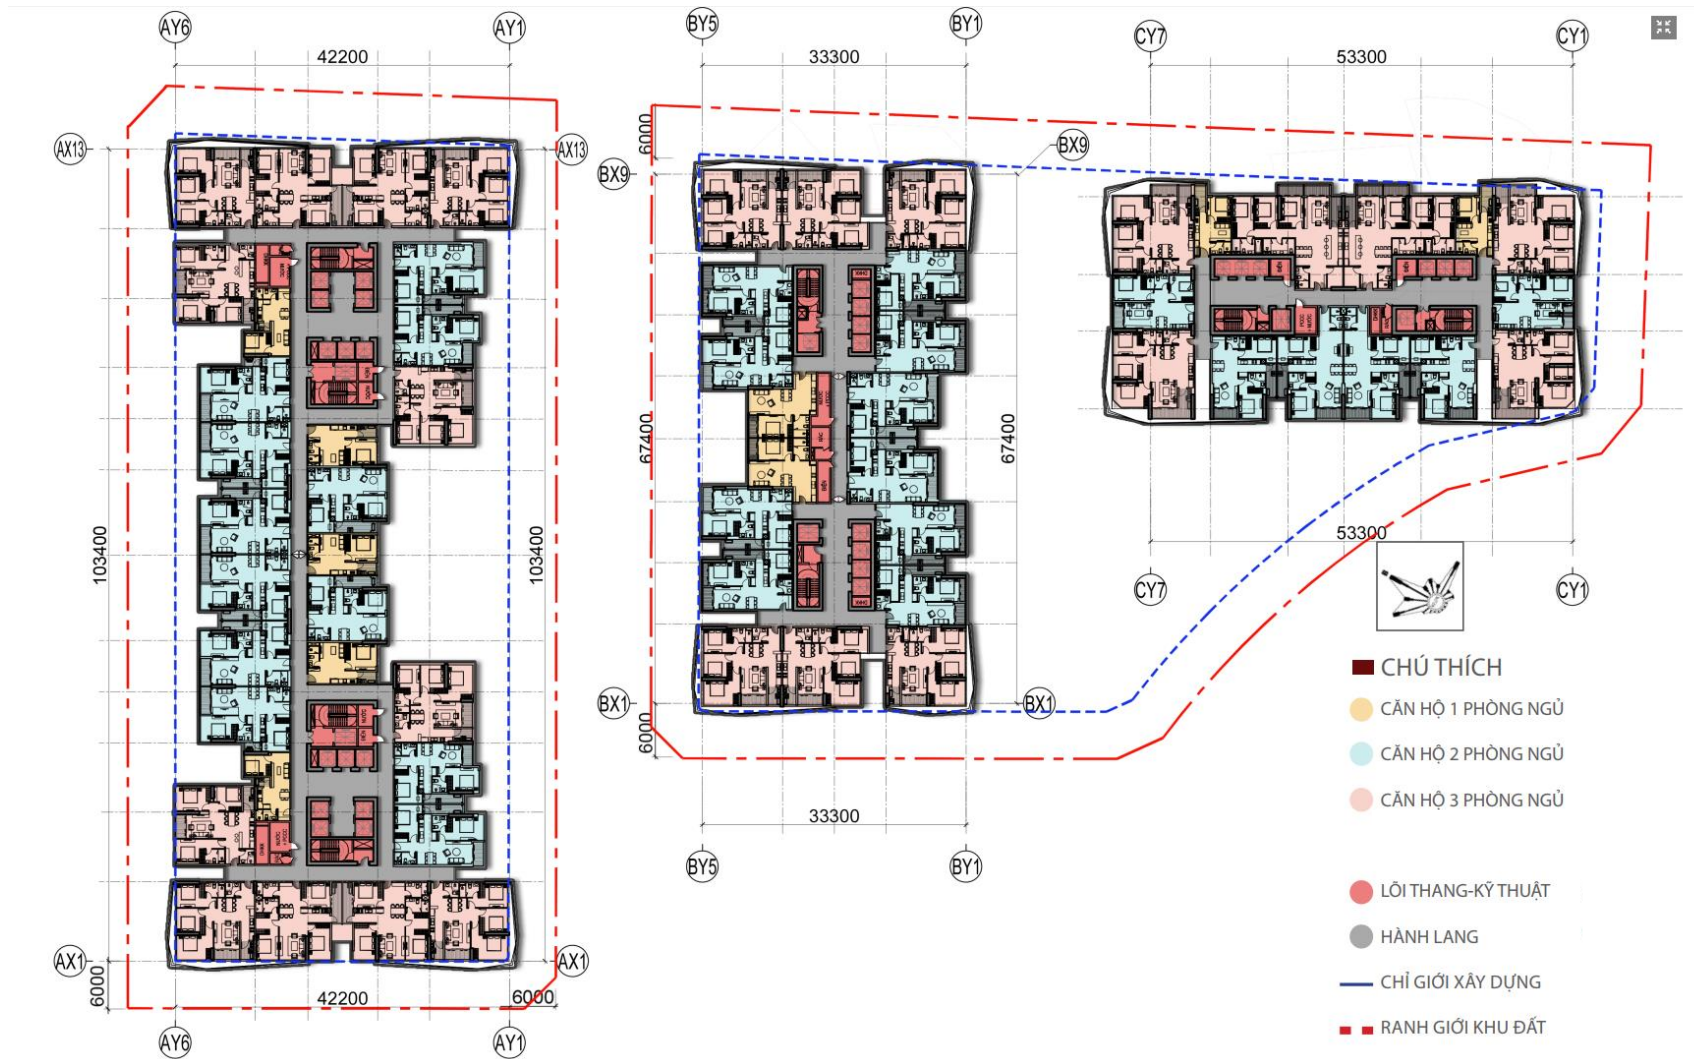 AY6
AY1
BY5
BY1
CY7
CY1
42200
33300
53300
AX13
AX13
6000
BX9
BX9
103400
103400
67400
67400
53300
CY7
CY1
CHÚ THÍCH
CĂN HỘ 1 PHÒNG NGỦ
CĂN HỘ 2 PHÒNG NGỦ
CĂN HỘ 3 PHÒNG NGỦ
BX1
BX1
6000
33300
BY5
BY1
LÕI THANG-KỸ THUẬT
HÀNH LANG
CHỈ GIỚI XÂY DỰNG
RANH GIỚI KHU ĐẤT
AX1
AX1
6000
42200
6000
AY6
AY1